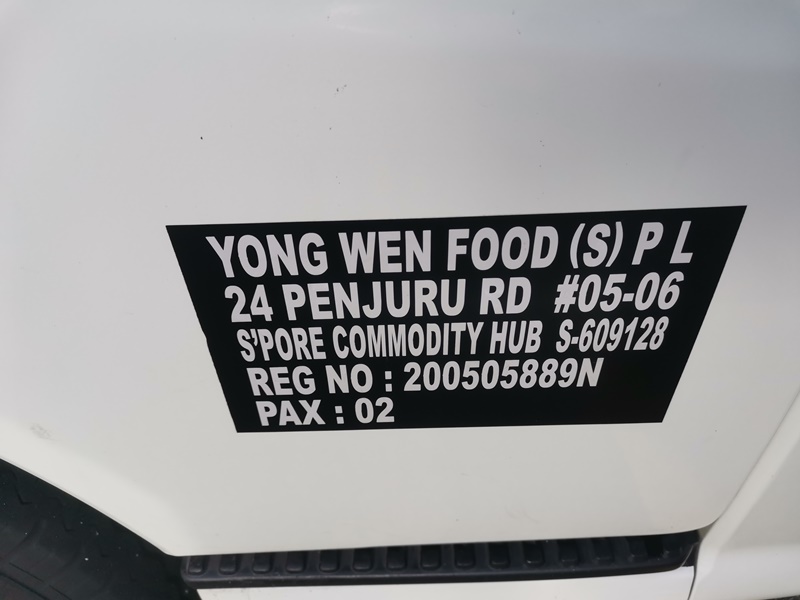 YONG WEN FOOD (S) P L
24 PENJURU RD #05-06
S'PORE COMMODITY HUB S-609128
REG NO : 200505889N
PAX : 02